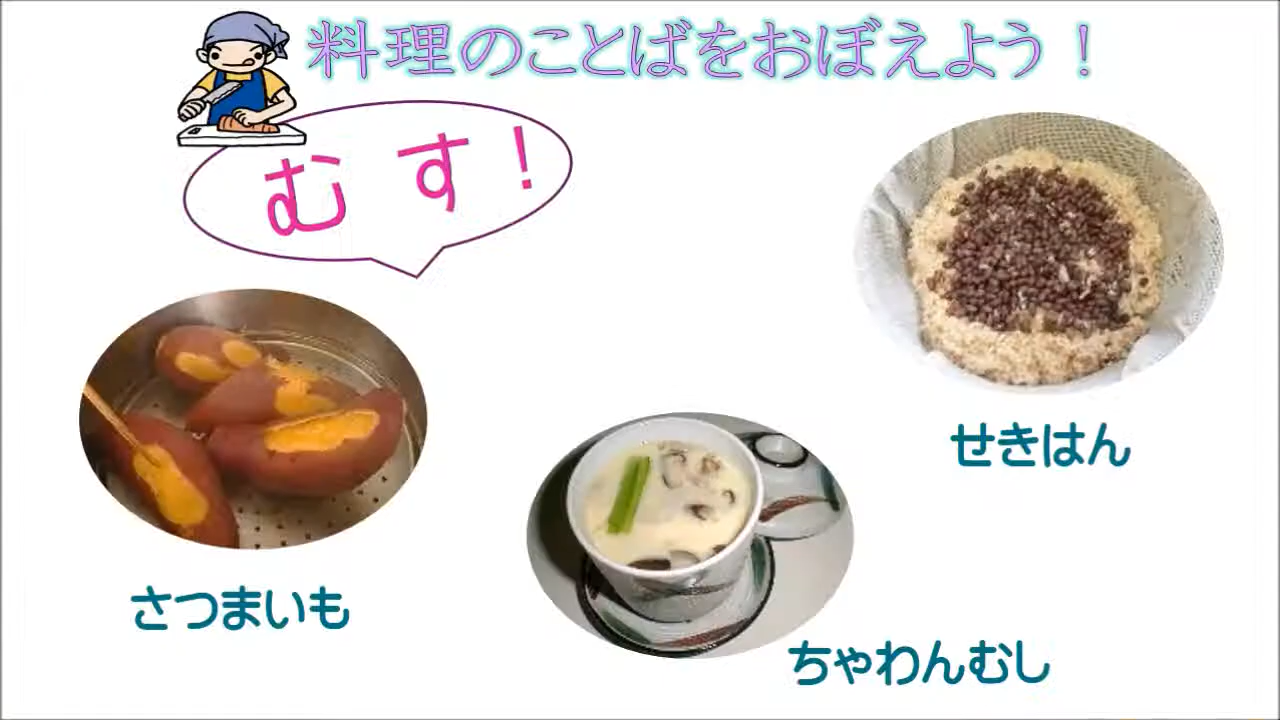 料理のことばをおぼえよう！
むす！
せきはん
さつまいも
ちゃわんむし